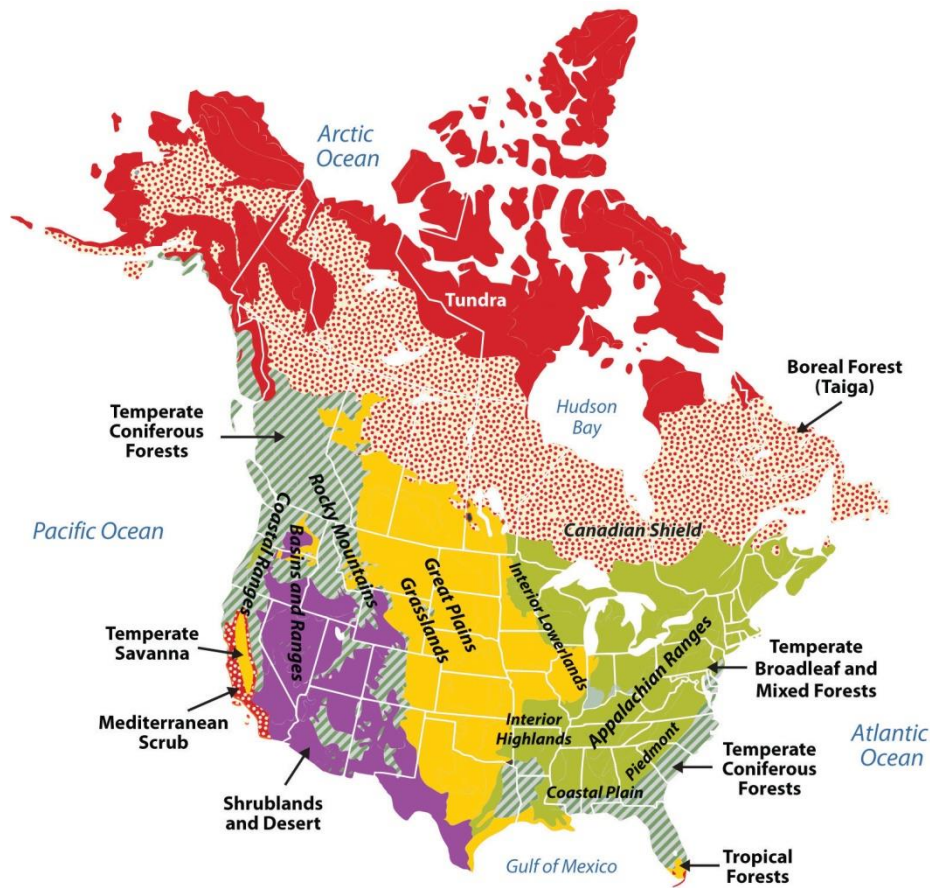 Arctic
Ocean
Tundra
Boreal Forest
(Taiga)
Hudson
Bay
Temperate
Coniferous
Forests
Pacific Ocean
Coastal Ranges
Basins and Ranges
Rocky Mountains
Great Plains
Grasslands
Canadian Shield
Interior Lowlerlands
Temperate
Savanna
Appalachian Ranges
Temperate
Broadleaf and
Mixed Forests
Mediterranean
Scrub
Interior
Highlands
Piedmont
Atlantic
Ocean
Temperate
Coniferous
Forests
Coastal Plain
Shrublands
and Desert
Gulf of Mexico
Tropical
Forests